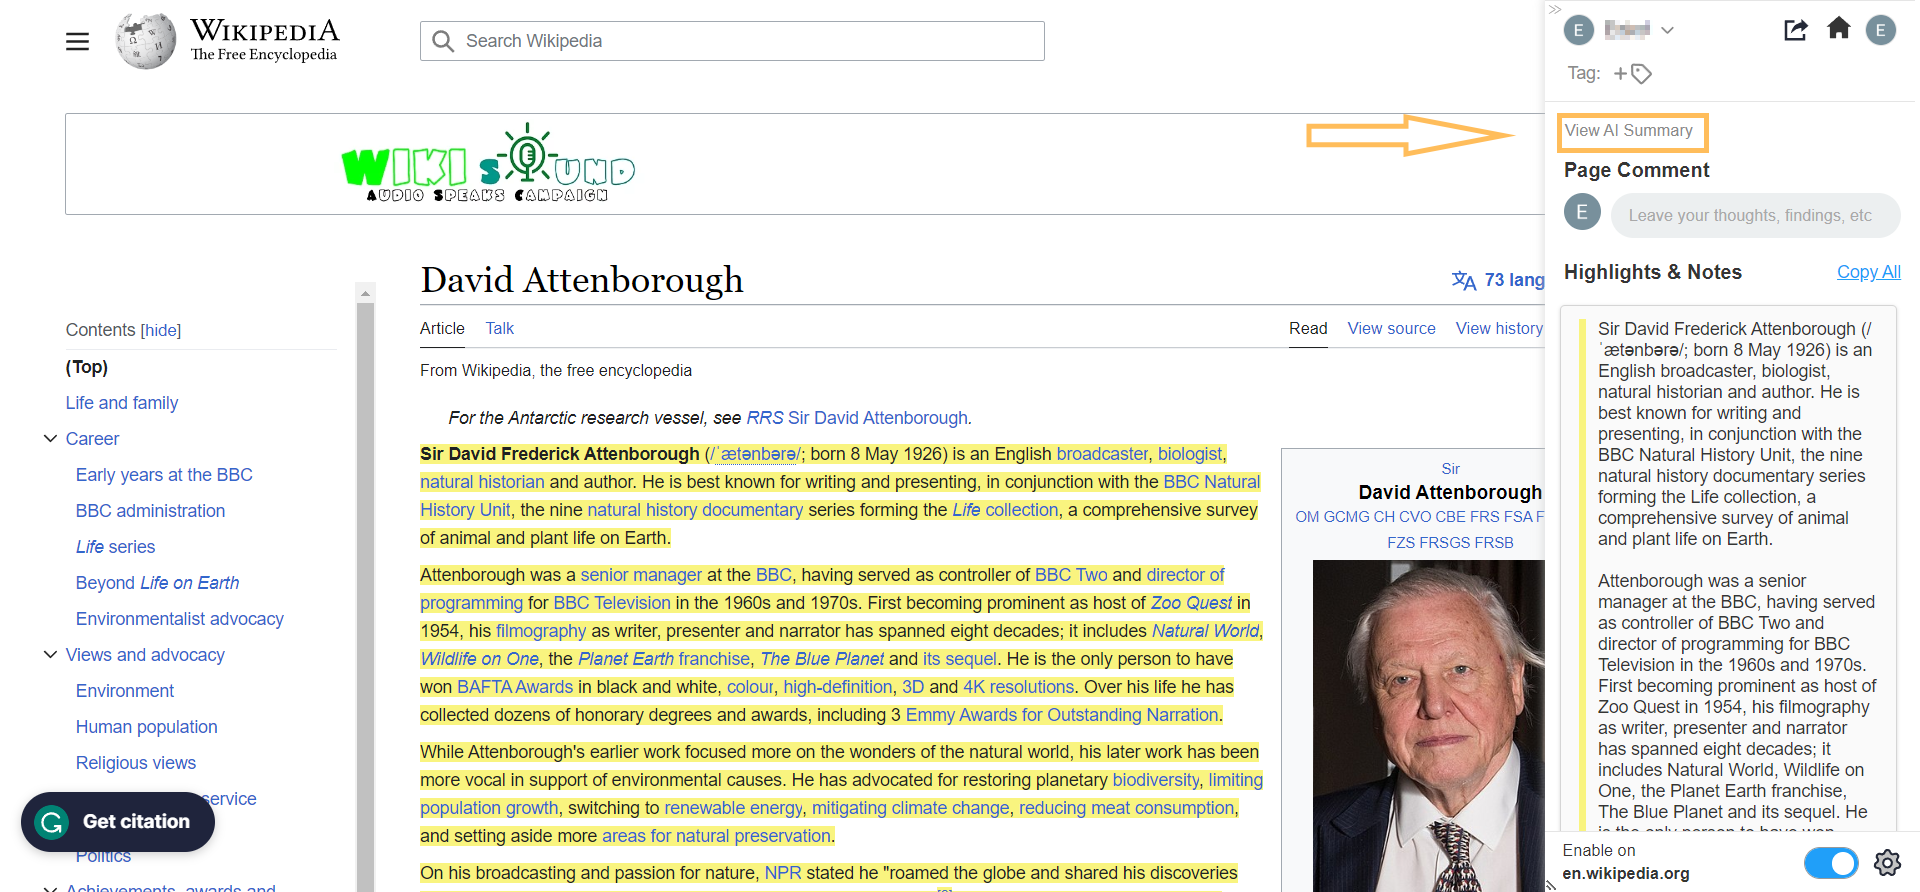 WIKIPEDIA
The Free Encyclopedia
Search Wikipedia
WIKI SOUND
AUDIO SPEAKS CAMPAIGN
Contents [hide]
(Top)
Life and family
Career
Early years at the BBC
BBC administration
Life series
Beyond Life on Earth
Environmentalist advocacy
Views and advocacy
Environment
Human population
Religious views
service
Get citation
Politics
Achievements, awards and
David Attenborough
73 lang
Article Talk
Read View source View history
From Wikipedia, the free encyclopedia
For the Antarctic research vessel, see RRS Sir David Attenborough.
Sir David Frederick Attenborough (/ˈætənbərə/; born 8 May 1926) is an English broadcaster, biologist,
natural historian and author. He is best known for writing and presenting, in conjunction with the BBC Natural
History Unit, the nine natural history documentary series forming the Life collection, a comprehensive survey
of animal and plant life on Earth.
Attenborough was a senior manager at the BBC, having served as controller of BBC Two and director of
programming for BBC Television in the 1960s and 1970s. First becoming prominent as host of Zoo Quest in
1954, his filmography as writer, presenter and narrator has spanned eight decades; it includes Natural World,
Wildlife on One, the Planet Earth franchise, The Blue Planet and its sequel. He is the only person to have
won BAFTA Awards in black and white, colour, high-definition, 3D and 4K resolutions. Over his life he has
collected dozens of honorary degrees and awards, including 3 Emmy Awards for Outstanding Narration.
While Attenborough's earlier work focused more on the wonders of the natural world, his later work has been
more vocal in support of environmental causes. He has advocated for restoring planetary biodiversity, limiting
population growth, switching to renewable energy, mitigating climate change, reducing meat consumption,
and setting aside more areas for natural preservation.
On his broadcasting and passion for nature, NPR stated he "roamed the globe and shared his discoveries
Sir
David Attenborough
OM GCMG CH CVO CBE FRS FSA F
FZS FRSGS FRSB
E
E
Tag: +
View AI Summary
Page Comment
E
Leave your thoughts, findings, etc
Highlights & Notes
Copy All
Sir David Frederick Attenborough (/
ˈætənbərə/; born 8 May 1926) is an
English broadcaster, biologist,
natural historian and author. He is
best known for writing and
presenting, in conjunction with the
BBC Natural History Unit, the nine
natural history documentary series
forming the Life collection, a
comprehensive survey of animal
and plant life on Earth.
Attenborough was a senior
manager at the BBC, having served
as controller of BBC Two and
director of programming for BBC
Television in the 1960s and 1970s.
First becoming prominent as host of
Zoo Quest in 1954, his filmography
as writer, presenter and narrator
has spanned eight decades; it
includes Natural World, Wildlife on
One, the Planet Earth franchise,
The Blue Planet and its sequel. He
is the only person to have won
Enable on
en.wikipedia.org